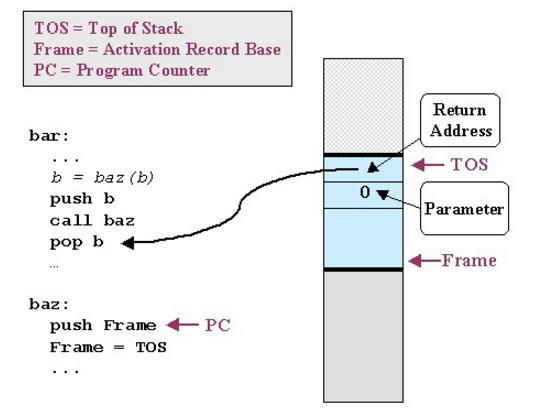 TOS = Top of Stack
Frame = Activation Record Base
PC = Program Counter
bar:
...
b = baz(b)
push b
call baz
pop b
…
baz:
push Frame
PC
Frame = TOS
...
Return
Address
TOS
0
Parameter
Frame